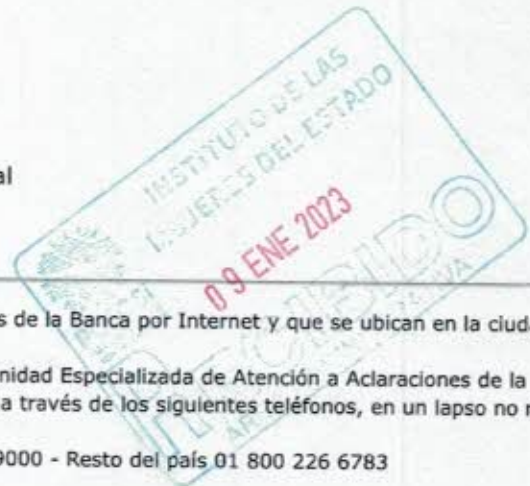 al
INSTITUTO DE LAS
MUJERES DEL ESTADO
09 ENE 2023
RECIBIDO
s de la Banca por Internet y que se ubican en la ciud
nidad Especializada de Atención a Aclaraciones de la
a través de los siguientes teléfonos, en un lapso no
9000 - Resto del país 01 800 226 6783